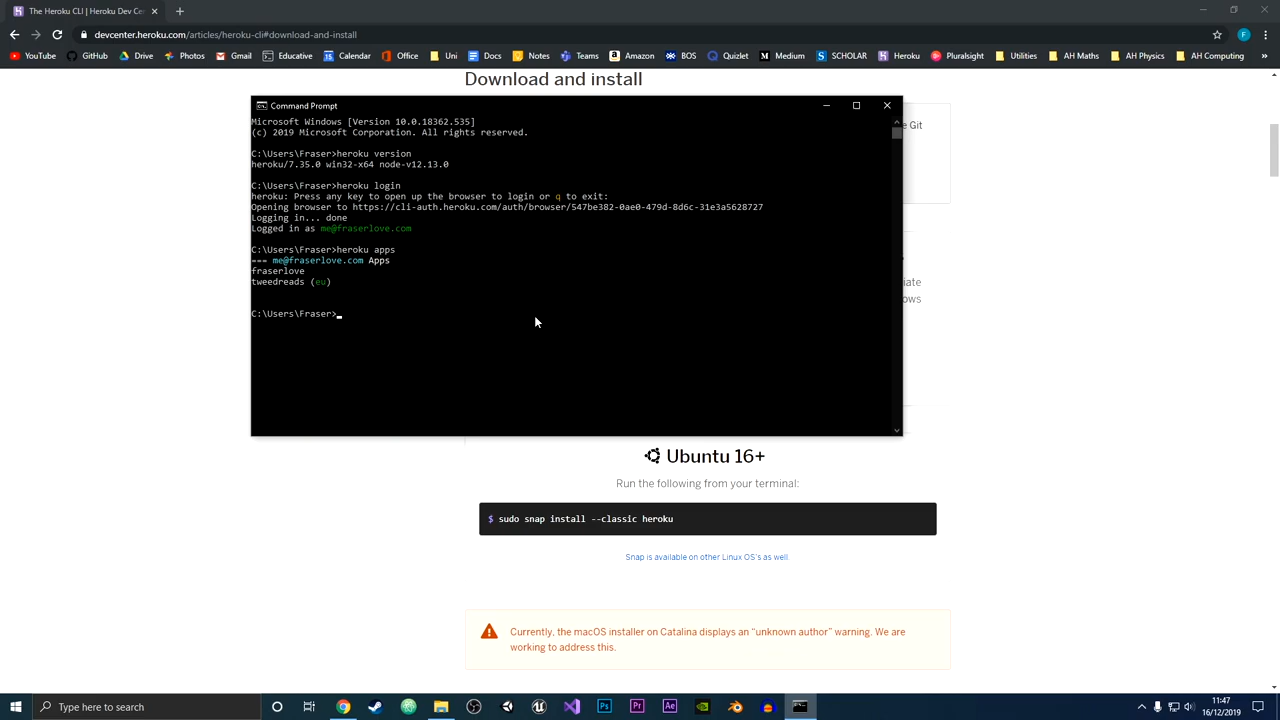 The Heroku CLI | Heroku Dev Cen
devcenter.heroku.com/articles/heroku-cli#download-and-install
YouTube GitHub Amazon Photos Gmail Educative Calendar Office Uni Docs Notes Teams BOS BOQ Quizlet Medium SCHOLAR Heroku Pluralsight Utilities AH Maths AH Physics AH Computing
Download and install
Command Prompt
Microsoft Windows [Version 10.0.18362.535]
(c) 2019 Microsoft Corporation. All rights reserved.
C:\Users\Fraser>heroku version
heroku/7.35.0 win32-x64 node-v12.13.0
C:\Users\Fraser>heroku login
heroku: Press any key to open up the browser to login or q to exit:
Opening browser to https://cli-auth.heroku.com/auth/browser/547be382-0ae0-479d-8d6c-31e3a5628727
Logging in... done
Logged in as me@fraserlove.com
C:\Users\Fraser>heroku apps
=== me@fraserlove.com Apps
fraserlove
tweedreads (eu)
C:\Users\Fraser>
e Git
iate
ows
Ubuntu 16+
Run the following from your terminal:
$ sudo snap install --classic heroku
Snap is available on other Linux OS's as well.
Currently, the macOS installer on Catalina displays an “unknown author” warning. We are
working to address this.
Type here to search
11:47
16/12/2019